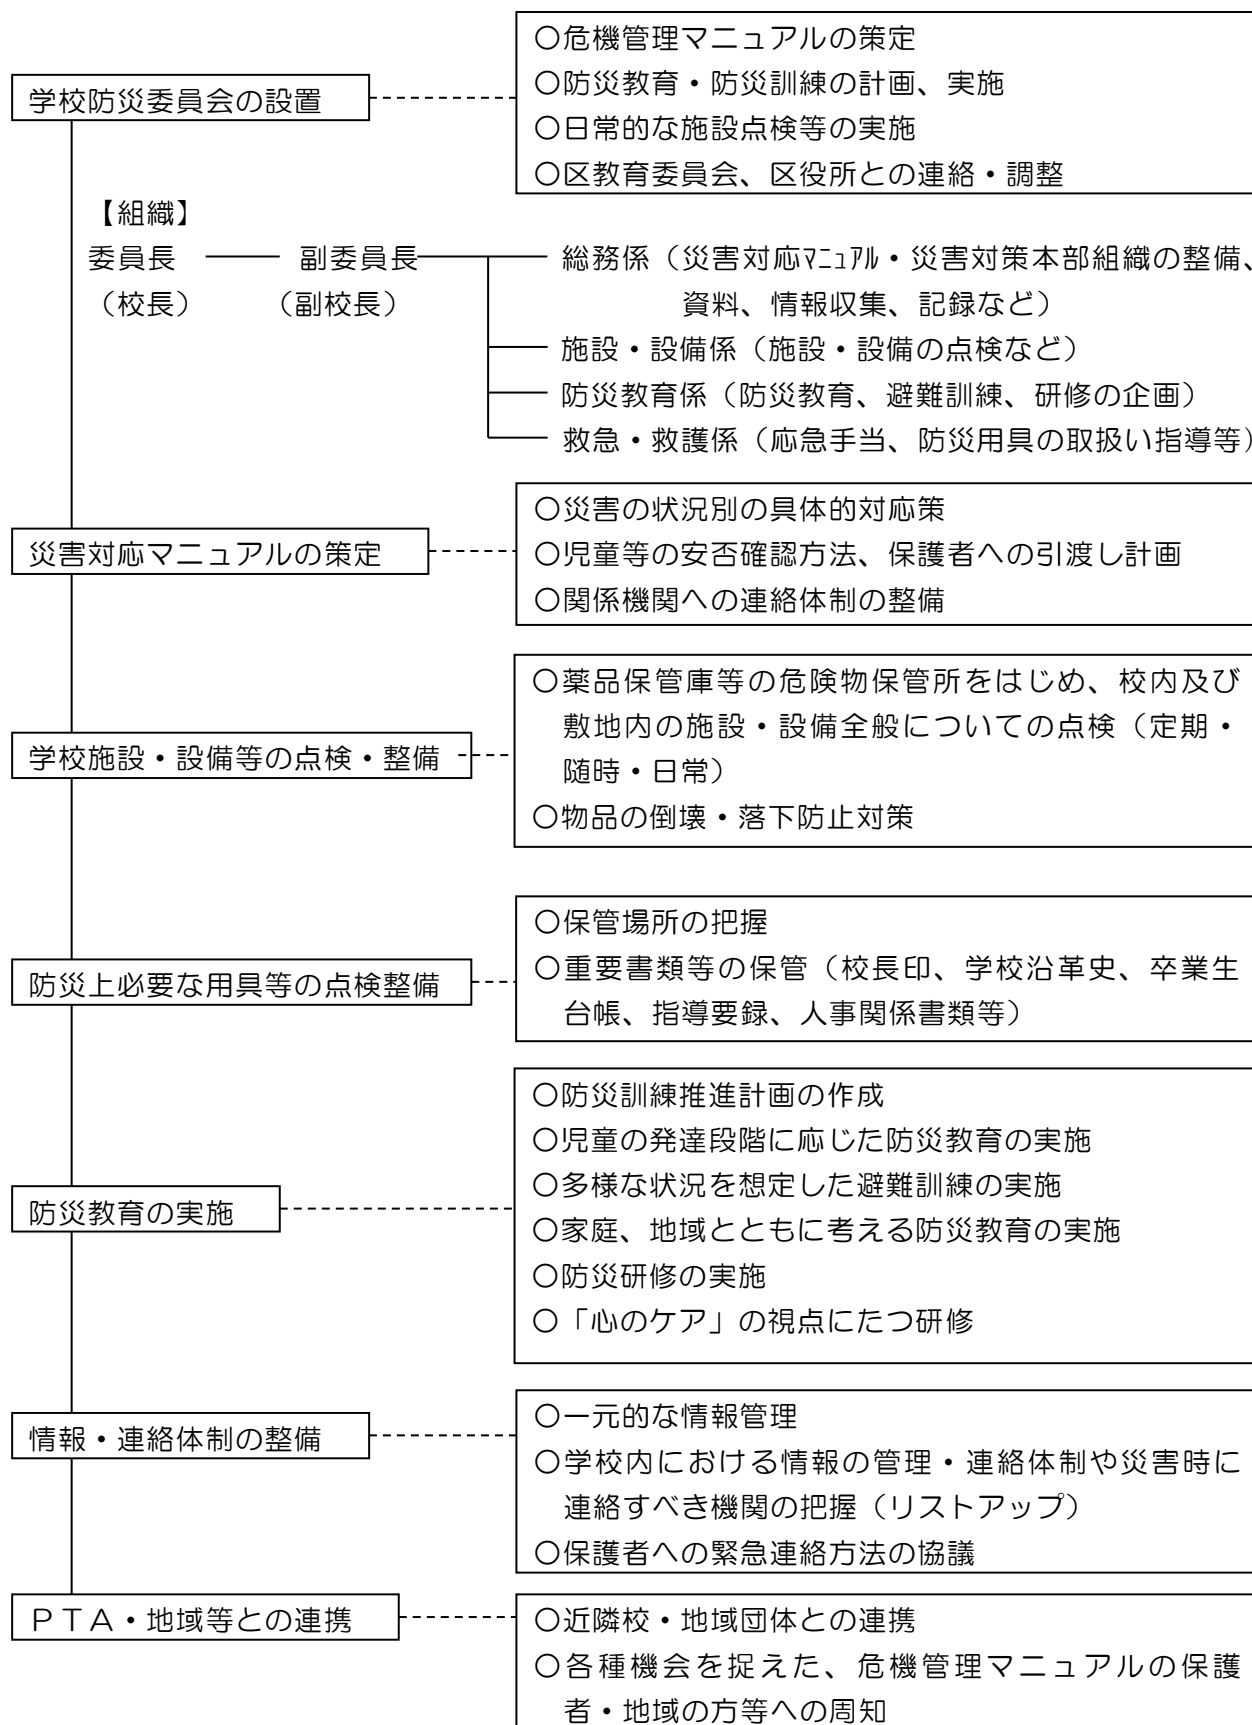 学校防災委員会の設置
○危機管理マニュアルの策定
○防災教育・防災訓練の計画、実施
○日常的な施設点検等の実施
○区教育委員会、区役所との連絡・調整
【組織】
委員長 副委員長 総務係（災害対応ﾏﾆｭｱﾙ・災害対策本部組織の整備、
（校長） （副校長） 資料、情報収集、記録など）
施設・設備係（施設・設備の点検など）
防災教育係（防災教育、避難訓練、研修の企画）
救急・救護係（応急手当、防災用具の取扱い指導等）
災害対応マニュアルの策定
○災害の状況別の具体的対応策
○児童等の安否確認方法、保護者への引渡し計画
○関係機関への連絡体制の整備
学校施設・設備等の点検・整備
○薬品保管庫等の危険物保管所をはじめ、校内及び
敷地内の施設・設備全般についての点検（定期・
随時・日常）
○物品の倒壊・落下防止対策
防災上必要な用具等の点検整備
○保管場所の把握
○重要書類等の保管（校長印、学校沿革史、卒業生
台帳、指導要録、人事関係書類等）
防災教育の実施
○防災訓練推進計画の作成
○児童の発達段階に応じた防災教育の実施
○多様な状況を想定した避難訓練の実施
○家庭、地域とともに考える防災教育の実施
○防災研修の実施
○「心のケア」の視点にたつ研修
情報・連絡体制の整備
○一元的な情報管理
○学校内における情報の管理・連絡体制や災害時に
連絡すべき機関の把握（リストアップ）
○保護者への緊急連絡方法の協議
ＰＴＡ・地域等との連携
○近隣校・地域団体との連携
○各種機会を捉えた、危機管理マニュアルの保護
者・地域の方等への周知